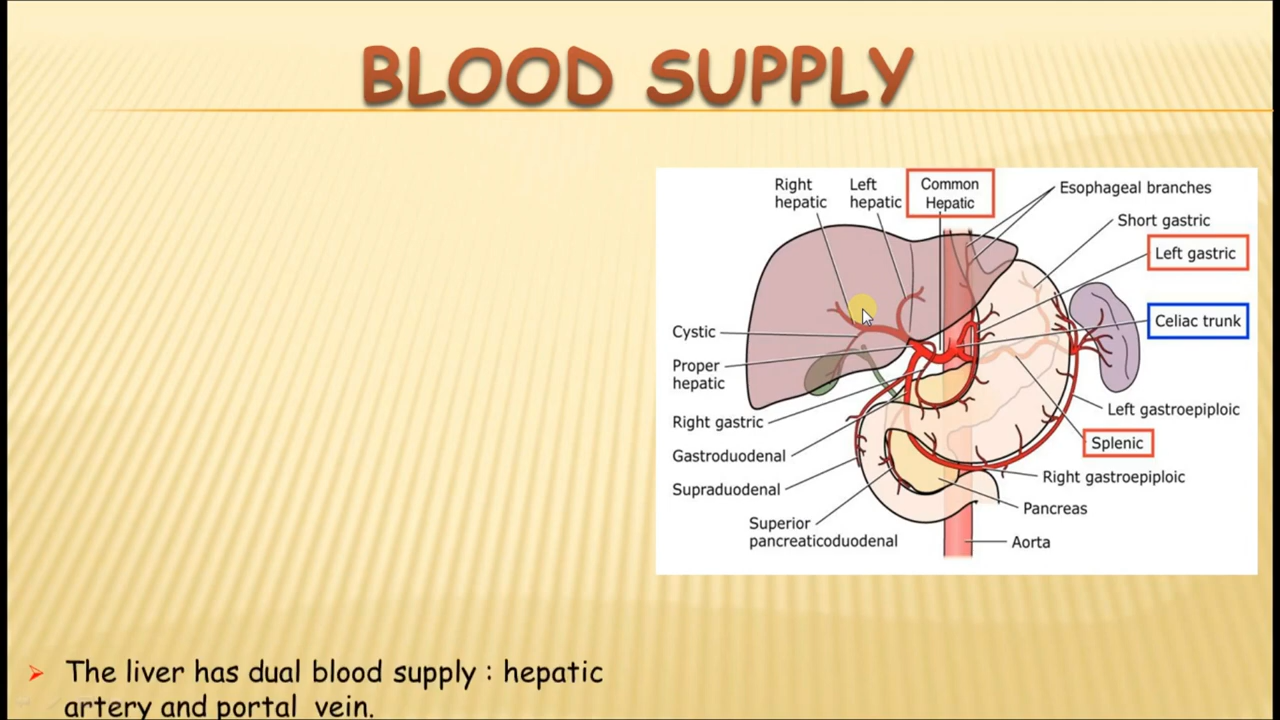 BLOOD SUPPLY
Right
hepatic
Left
hepatic
Common
Hepatic
Esophageal branches
Short gastric
Left gastric
Celiac trunk
Cystic
Proper
hepatic
Right gastric
Gastroduodenal
Supraduodenal
Superior
pancreaticoduodenal
Left gastroepiploic
Splenic
Right gastroepiploic
Pancreas
Aorta
The liver has dual blood supply : hepatic
artery and portal vein.